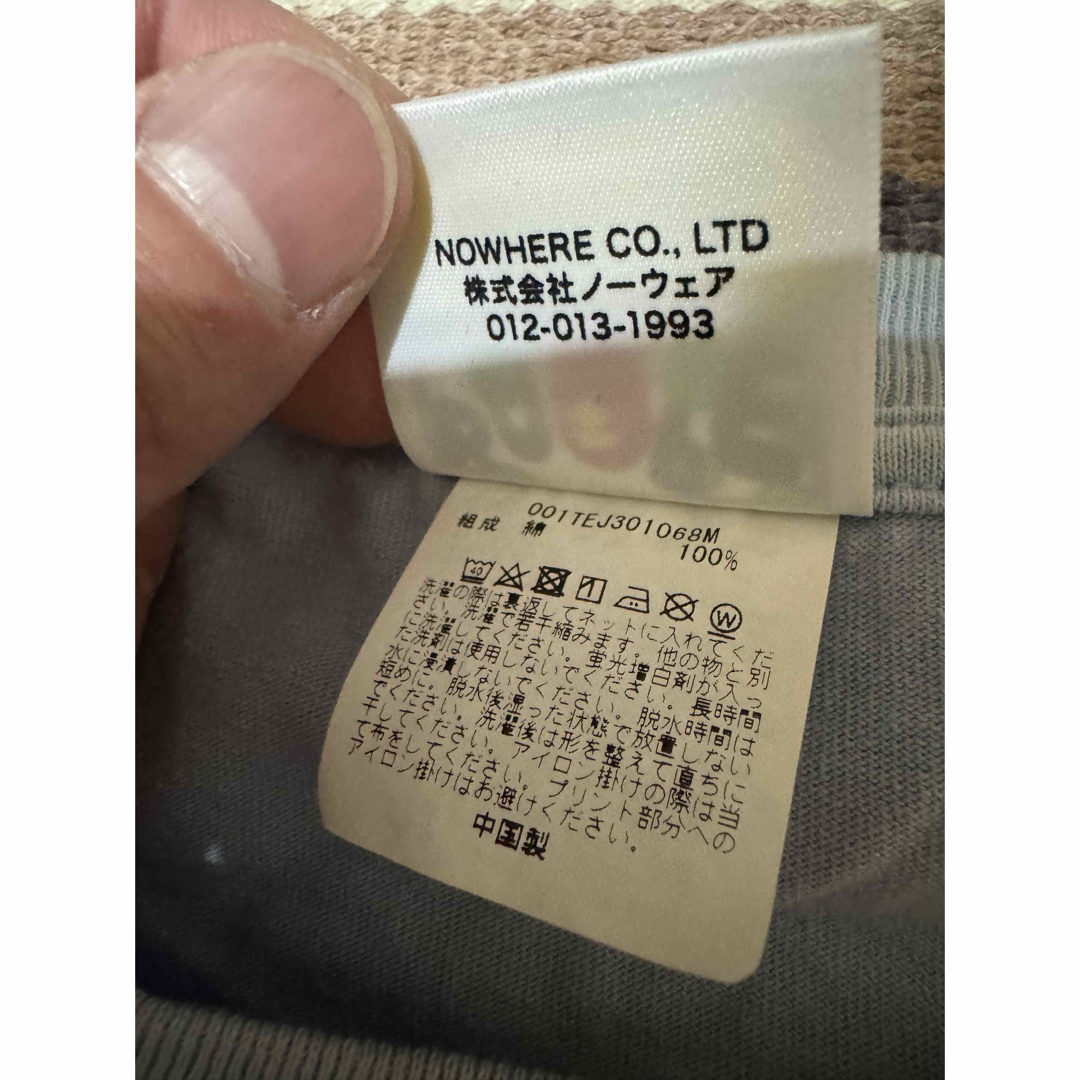 NOWHERE CO., LTD
株式会社ノーウェア
012-013-1993
001TEJ301068M
組成 綿 100%
40
W
洗濯の際は裏返してネットに入れてくだ
さい。洗濯で若干縮みます。他の物と別
に洗濯してください。蛍光増白剤が入っ
た洗剤は使用しないでください。長時間
水に浸漬しないでください。脱水時間は
短めに。脱水後湿った状態で放置しない
でください。洗濯後は形を整えて直ちに
干してください。アイロン掛けの際は当
て布をしてください。プリント部分への
アイロン掛けはお避けください。
中国製